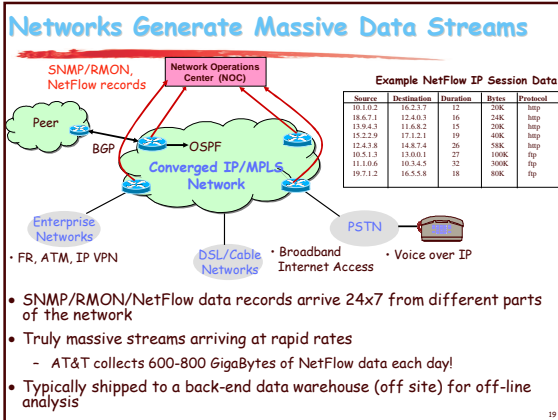 Networks Generate Massive Data Streams
SNMP/RMON,
NetFlow records
Network Operations
Center (NOC)
Example NetFlow IP Session Data
Source Destination Duration Bytes Protocol
10.1.0.2 16.2.3.7 12 20K http
18.6.7.1 12.4.0.3 16 24K http
13.9.4.3 11.6.8.2 15 20K http
15.2.2.9 17.1.2.1 19 40K http
12.4.3.8 14.8.7.4 26 58K http
10.5.1.3 13.0.0.1 27 100K ftp
11.1.0.6 10.3.4.5 32 300K ftp
19.7.1.2 16.5.5.8 18 80K ftp
Peer
BGP
OSPF
Converged IP/MPLS
Network
Enterprise
Networks
PSTN
DSL/Cable
Networks
• FR, ATM, IP VPN
• Broadband
Internet Access
• Voice over IP
• SNMP/RMON/NetFlow data records arrive 24x7 from different parts
of the network
• Truly massive streams arriving at rapid rates
– AT&T collects 600-800 GigaBytes of NetFlow data each day!
• Typically shipped to a back-end data warehouse (off site) for off-line
analysis
19